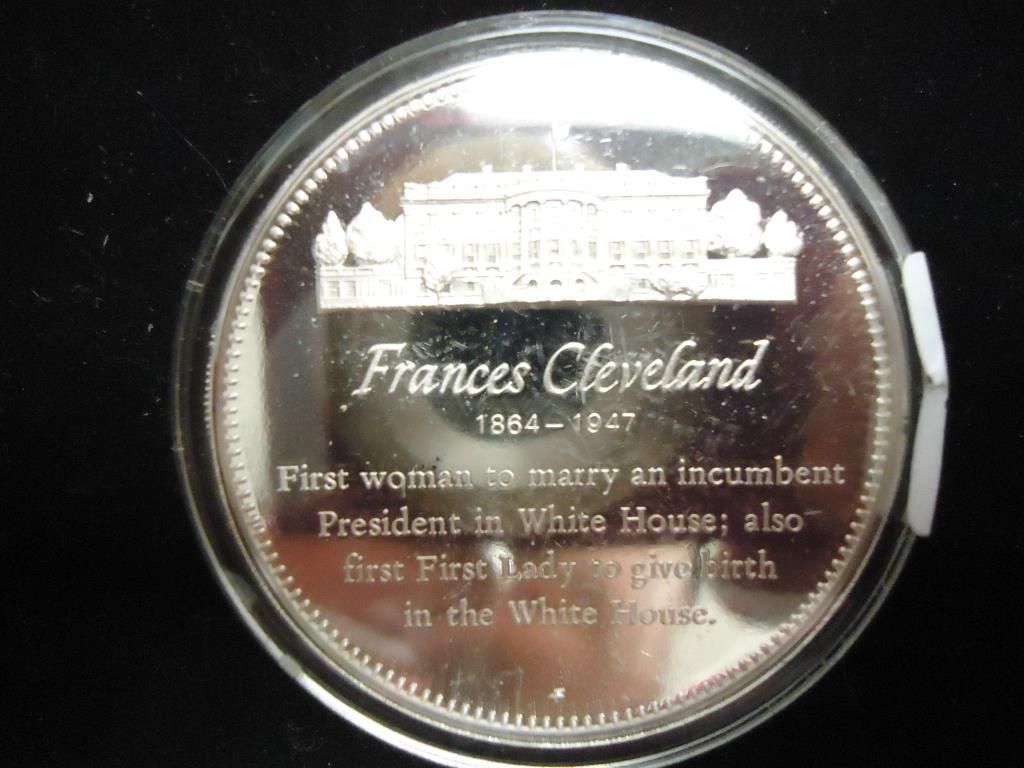 Frances Cleveland
1864-1947
First woman to marry an incumbent
President in White House; also
first First Lady to give birth
in the White House.